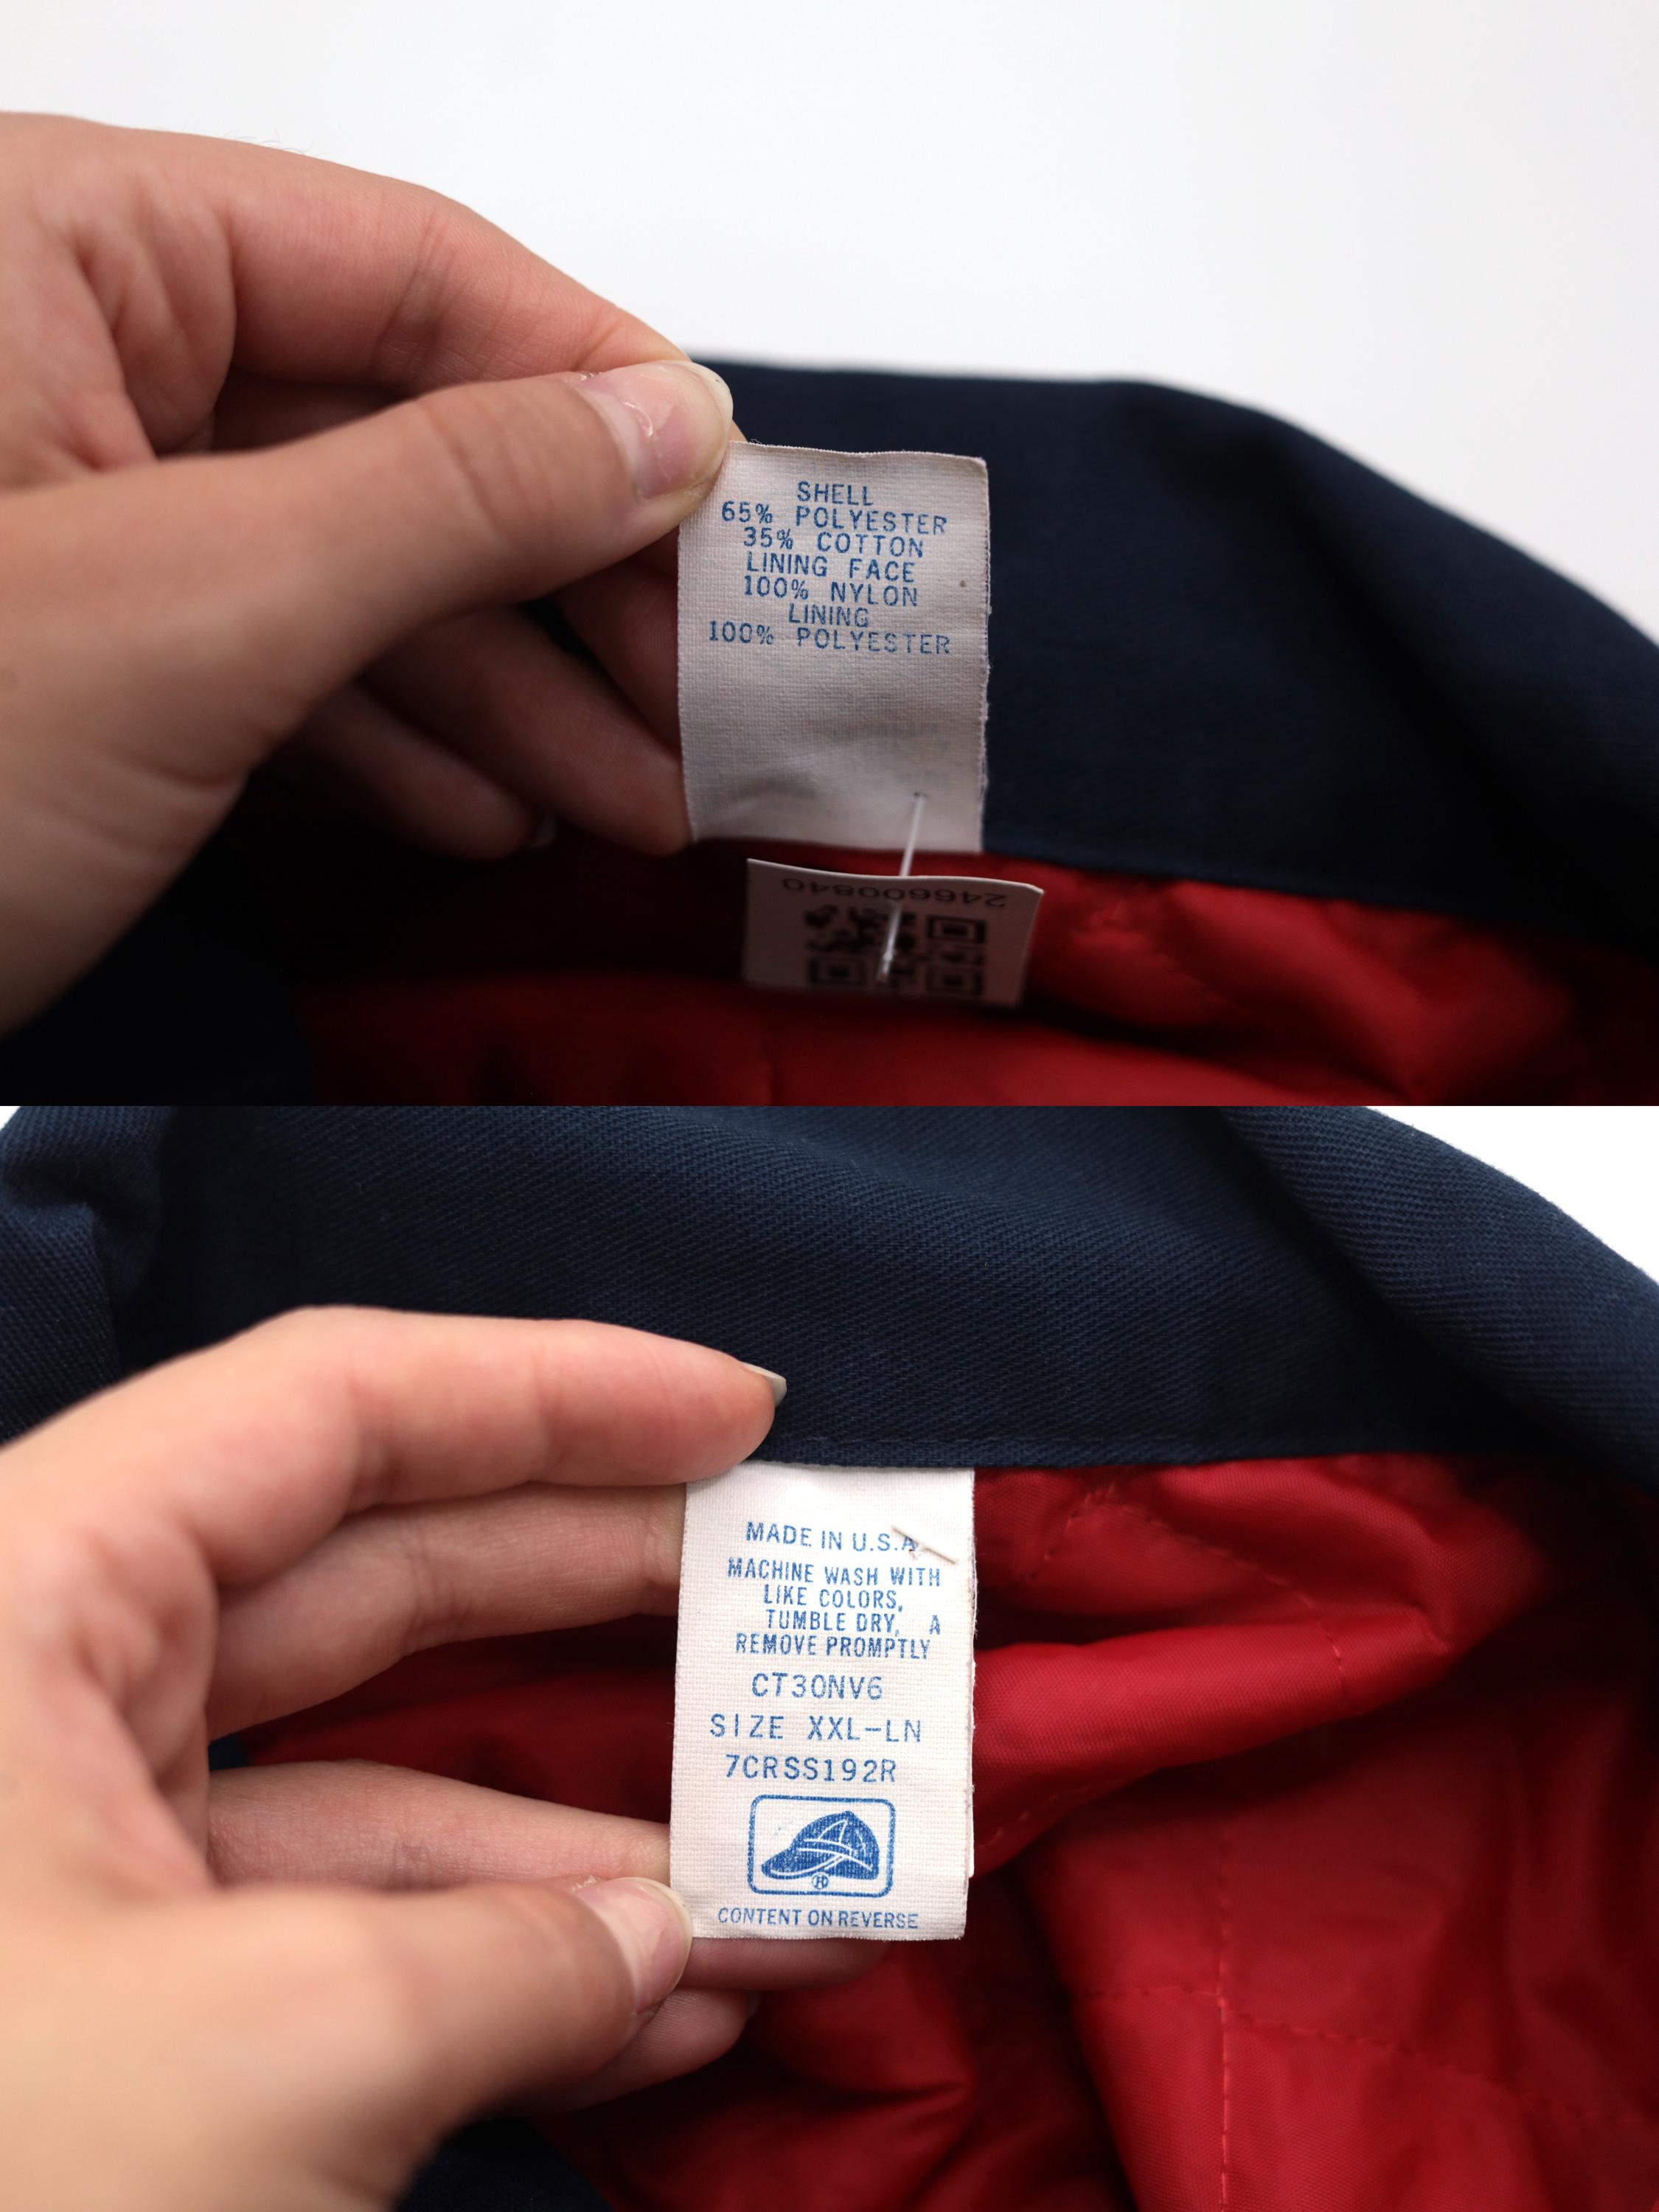 SHELL
65% POLYESTER
35% COTTON
LINING FACE
100% NYLON
LINING
100% POLYESTER
246600840
MADE IN U.S.A.
MACHINE WASH WITH
LIKE COLORS,
TUMBLE DRY, A
REMOVE PROMPTLY
CT30NV6
SIZE XXL-LN
7CRSS192R
CONTENT ON REVERSE